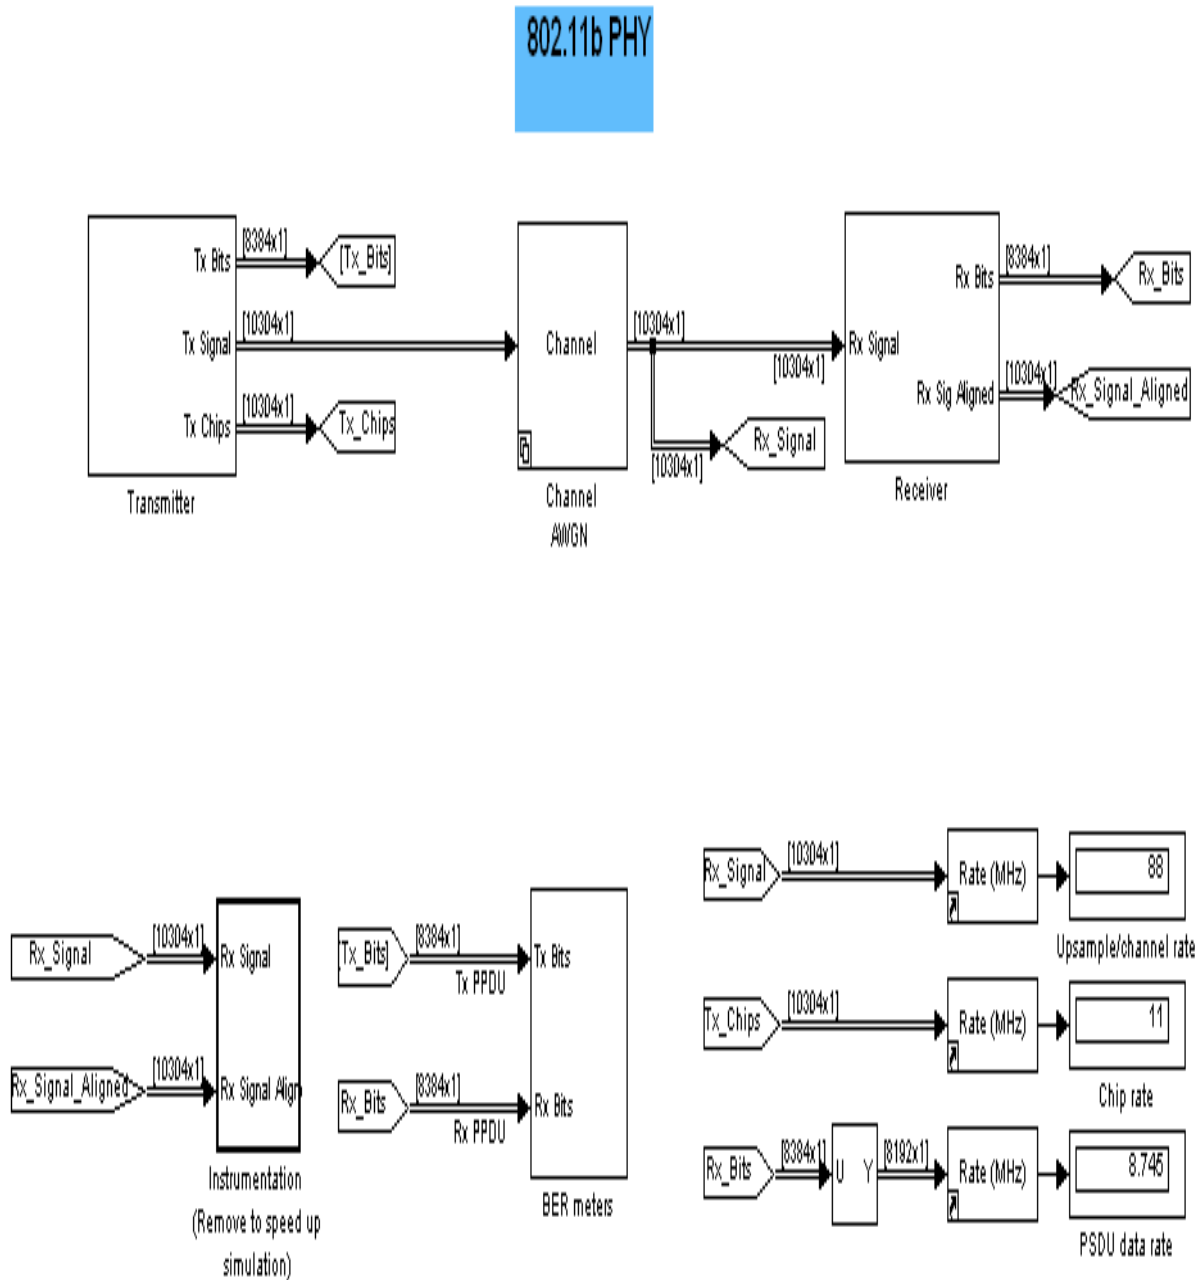 802.11b PHY
[8384x1]
Tx Bits
[Tx_Bits]
[10304x1]
Tx Signal
[10304x1]
Tx Chips
Tx_Chips
Transmitter
Channel
[10304x1]
[10304x1]
Rx_Signal
[10304x1]
Channel
AWGN
Rx Signal
[8384x1]
Rx Bits
Rx_Bits
[10304x1]
Rx Sig Aligned
Rx_Signal_Aligned
Receiver
Rx_Signal
[10304x1]
Rx Signal
Rx_Signal_Aligned
[10304x1]
Rx Signal Align
Instrumentation
(Remove to speed up
simulation)
[Tx_Bits]
[8384x1]
Tx PPDU
Tx Bits
Rx_Bits
[8384x1]
Rx PPDU
Rx Bits
BER meters
Rx_Signal
[10304x1]
Rate (MHz)
88
Upsample/channel rate
Tx_Chips
[10304x1]
Rate (MHz)
11
Chip rate
Rx_Bits
[8384x1]
U Y
[8192x1]
Rate (MHz)
8.745
PSDU data rate